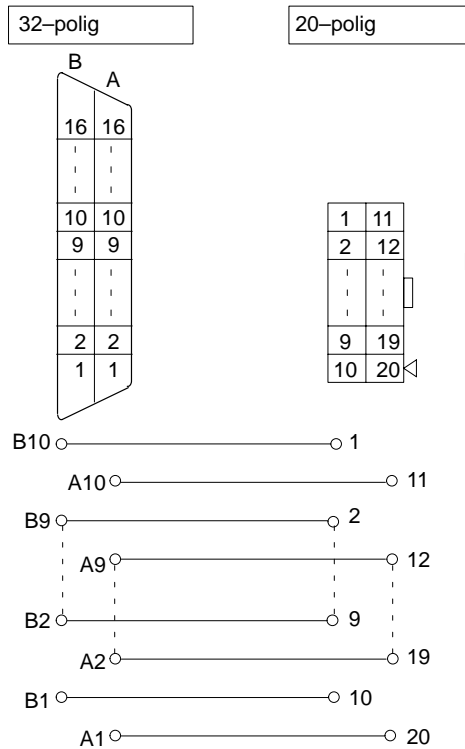 32–polig 20–polig
B
A
16 16
10 10
9 9
2 2
1 1
1 11
2 12
9 19
10 20
B10 1
A10 11
B9 2
A9 12
B2 9
A2 19
B1 10
A1 20